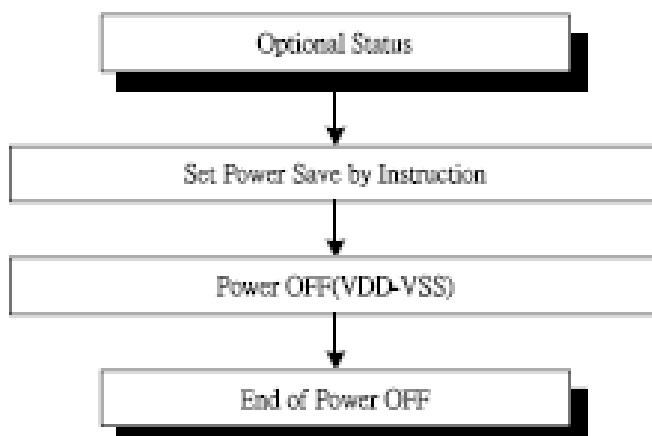 Optional Status
Set Power Save by Instruction
Power OFF(VDD-VSS)
End of Power OFF